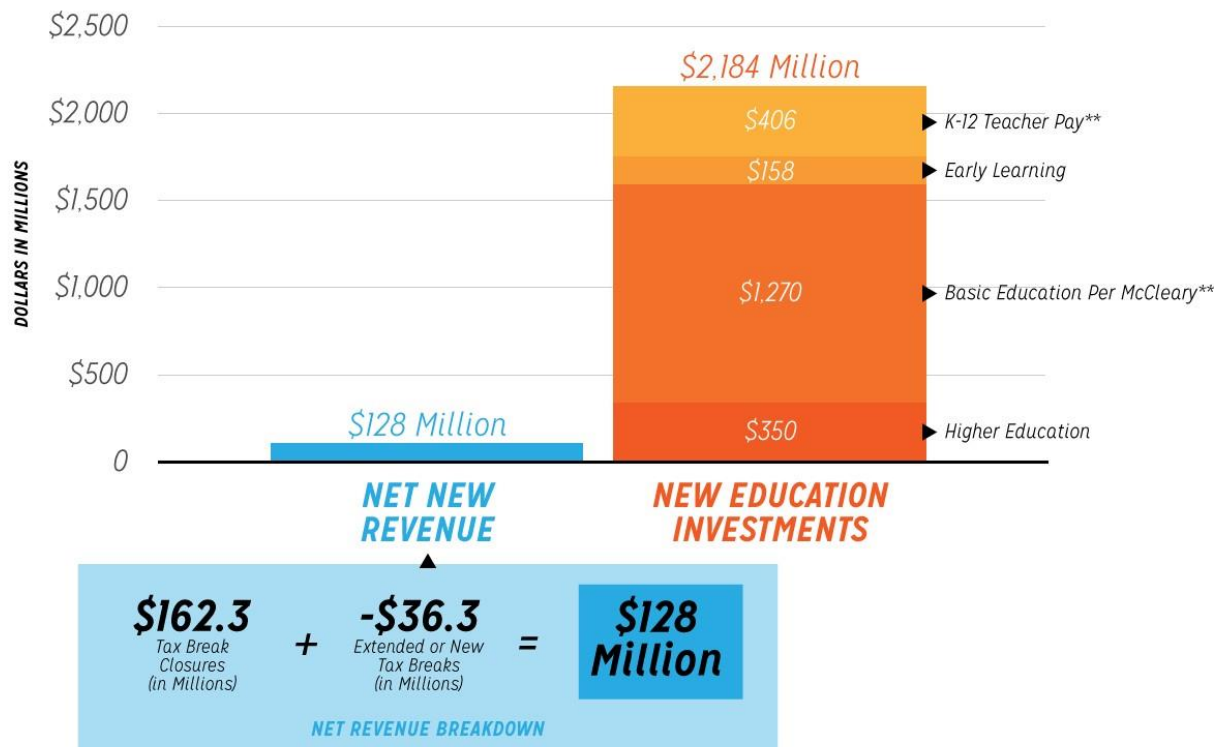 $2,500
$2,184 Million
$2,000
$406
K-12 Teacher Pay**
$158
Early Learning
$1,500
DOLLARS IN MILLIONS
$1,000
$1,270
Basic Education Per McCleary**
$500
$128 Million
$350
Higher Education
0
NET NEW
REVENUE
NEW EDUCATION
INVESTMENTS
$162.3
Tax Break
Closures
(in Millions)
+
-$36.3
Extended or New
Tax Breaks
(in Millions)
=
$128
Million
NET REVENUE BREAKDOWN